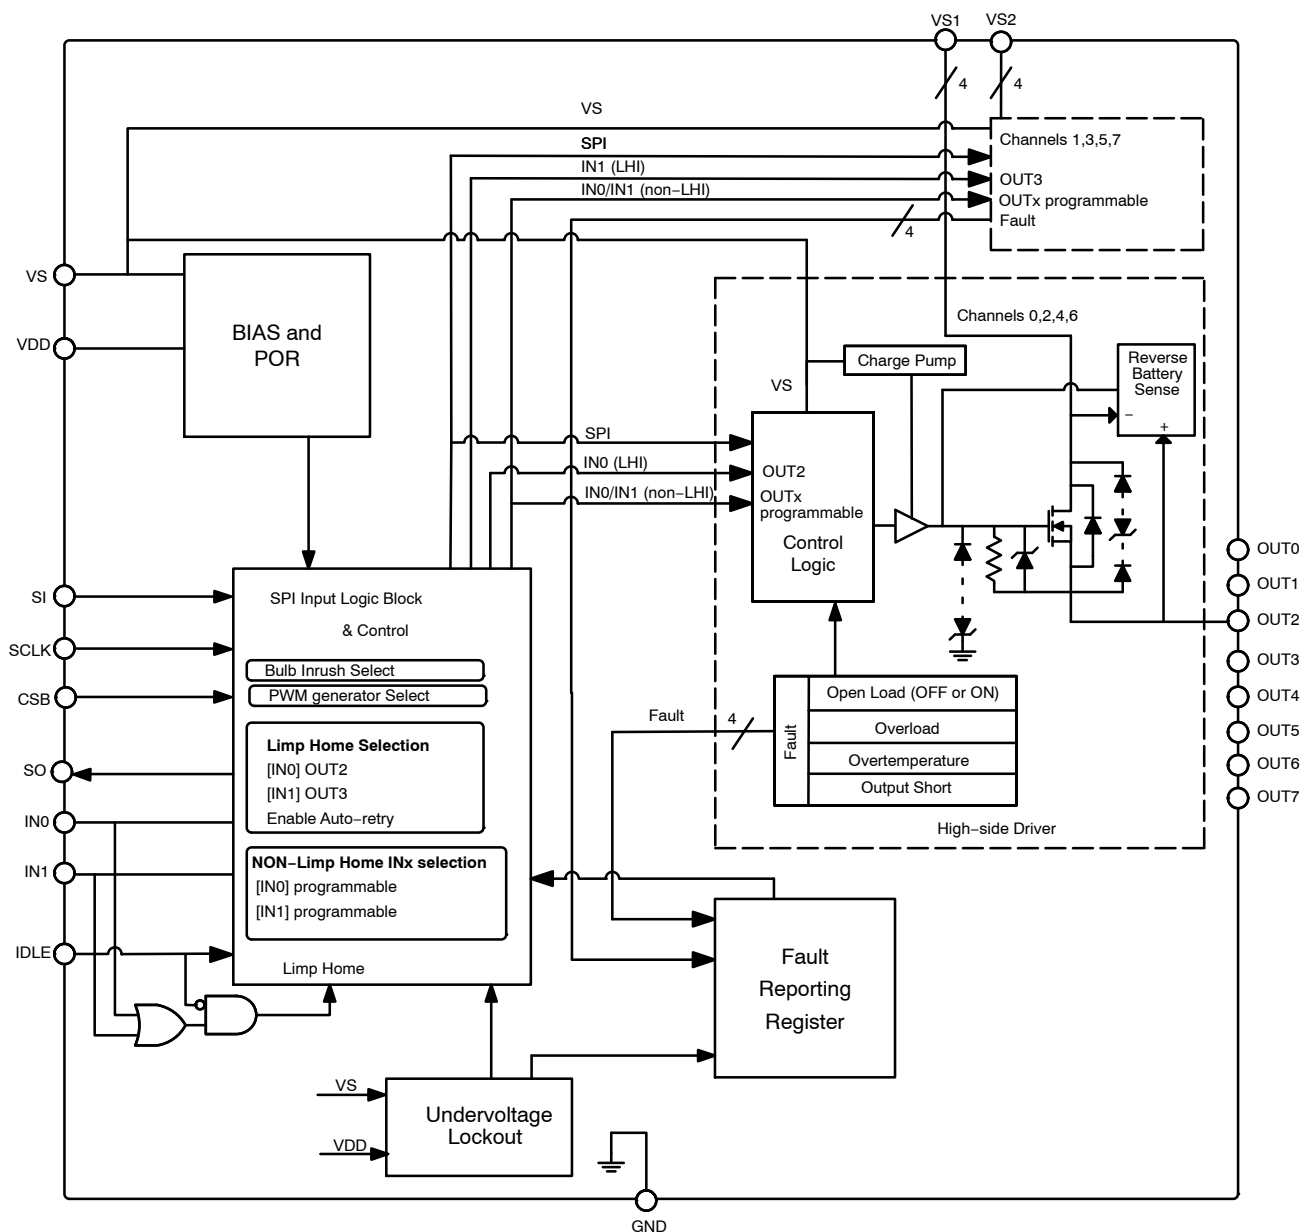 VS1
VS2
4
4
VS
Channels 1,3,5,7
SPI
IN1 (LHI)
OUT3
IN0/IN1 (non−LHI)
OUTx programmable
Fault
4
VS
VDD
BIAS and
POR
Channels 0,2,4,6
Charge Pump
Reverse
Battery
Sense
−
+
VS
SPI
IN0 (LHI)
OUT2
IN0/IN1 (non−LHI)
OUTx
programmable
Control
Logic
OUT0
OUT1
OUT2
OUT3
OUT4
OUT5
OUT6
OUT7
SI
SCLK
CSB
SO
IN0
IN1
IDLE
SPI Input Logic Block
& Control
Bulb Inrush Select
PWM generator Select
Limp Home Selection
[IN0] OUT2
[IN1] OUT3
Enable Auto−retry
NON−Limp Home INx selection
[IN0] programmable
[IN1] programmable
Limp Home
Fault
4
Fault
Open Load (OFF or ON)
Overload
Overtemperature
Output Short
High−side Driver
Fault
Reporting
Register
VS
VDD
Undervoltage
Lockout
GND